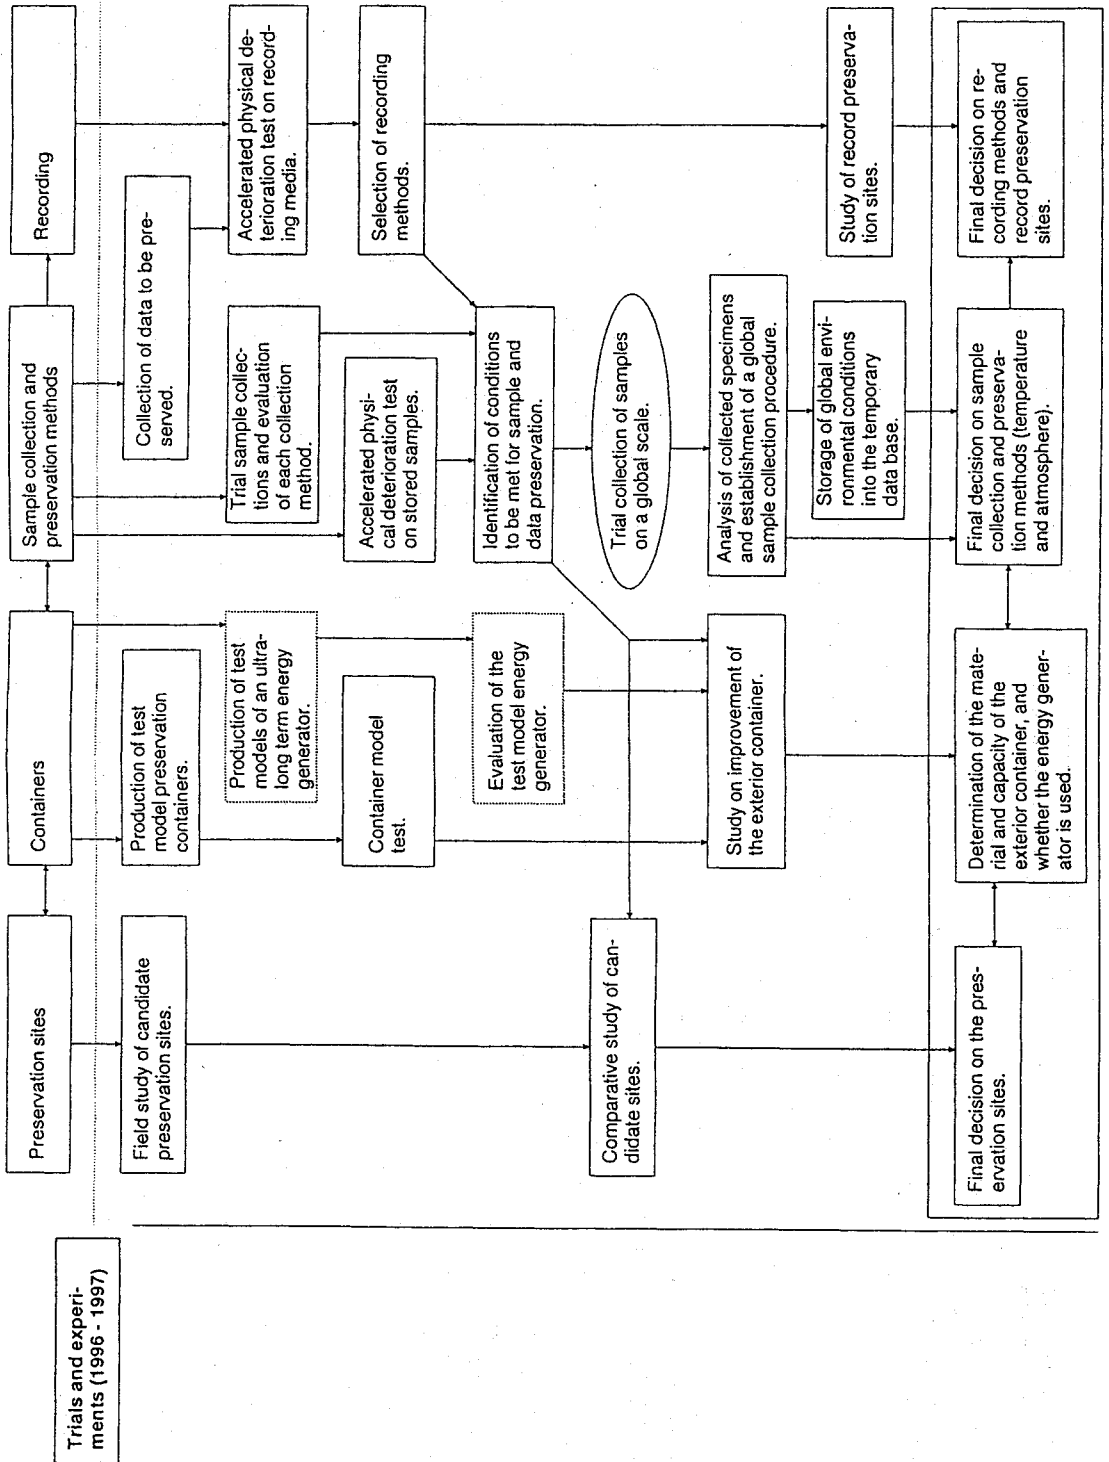 Trials and experi-
ments (1996 - 1997)
Preservation sites
Containers
Sample collection and
preservation methods
Recording
Field study of candidate
preservation sites.
Production of test
model preservation
containers.
Collection of data to be pre-
served.
Production of test
models of an ultra-
long term energy
generator.
Trial sample collec-
tions and evaluation
of each collection
method.
Accelerated physical de-
terioration test on record-
ing media.
Container model
test.
Accelerated physi-
cal deterioration test
on stored samples.
Selection of recording
methods.
Evaluation of the
test model energy
generator.
Identification of conditions
to be met for sample and
data preservation.
Comparative study of can-
didate sites.
Trial collection of samples
on a global scale.
Study on improvement of
the exterior container.
Analysis of collected specimens
and establishment of a global
sample collection procedure.
Storage of global envi-
ronmental conditions
into the temporary
data base.
Study of record preserva-
tion sites.
Final decision on the pres-
ervation sites.
Determination of the mate-
rial and capacity of the
exterior container, and
whether the energy gener-
ator is used.
Final decision on sample
collection and preserva-
tion methods (temperature
and atmosphere).
Final decision on re-
cording methods and
record preservation
sites.